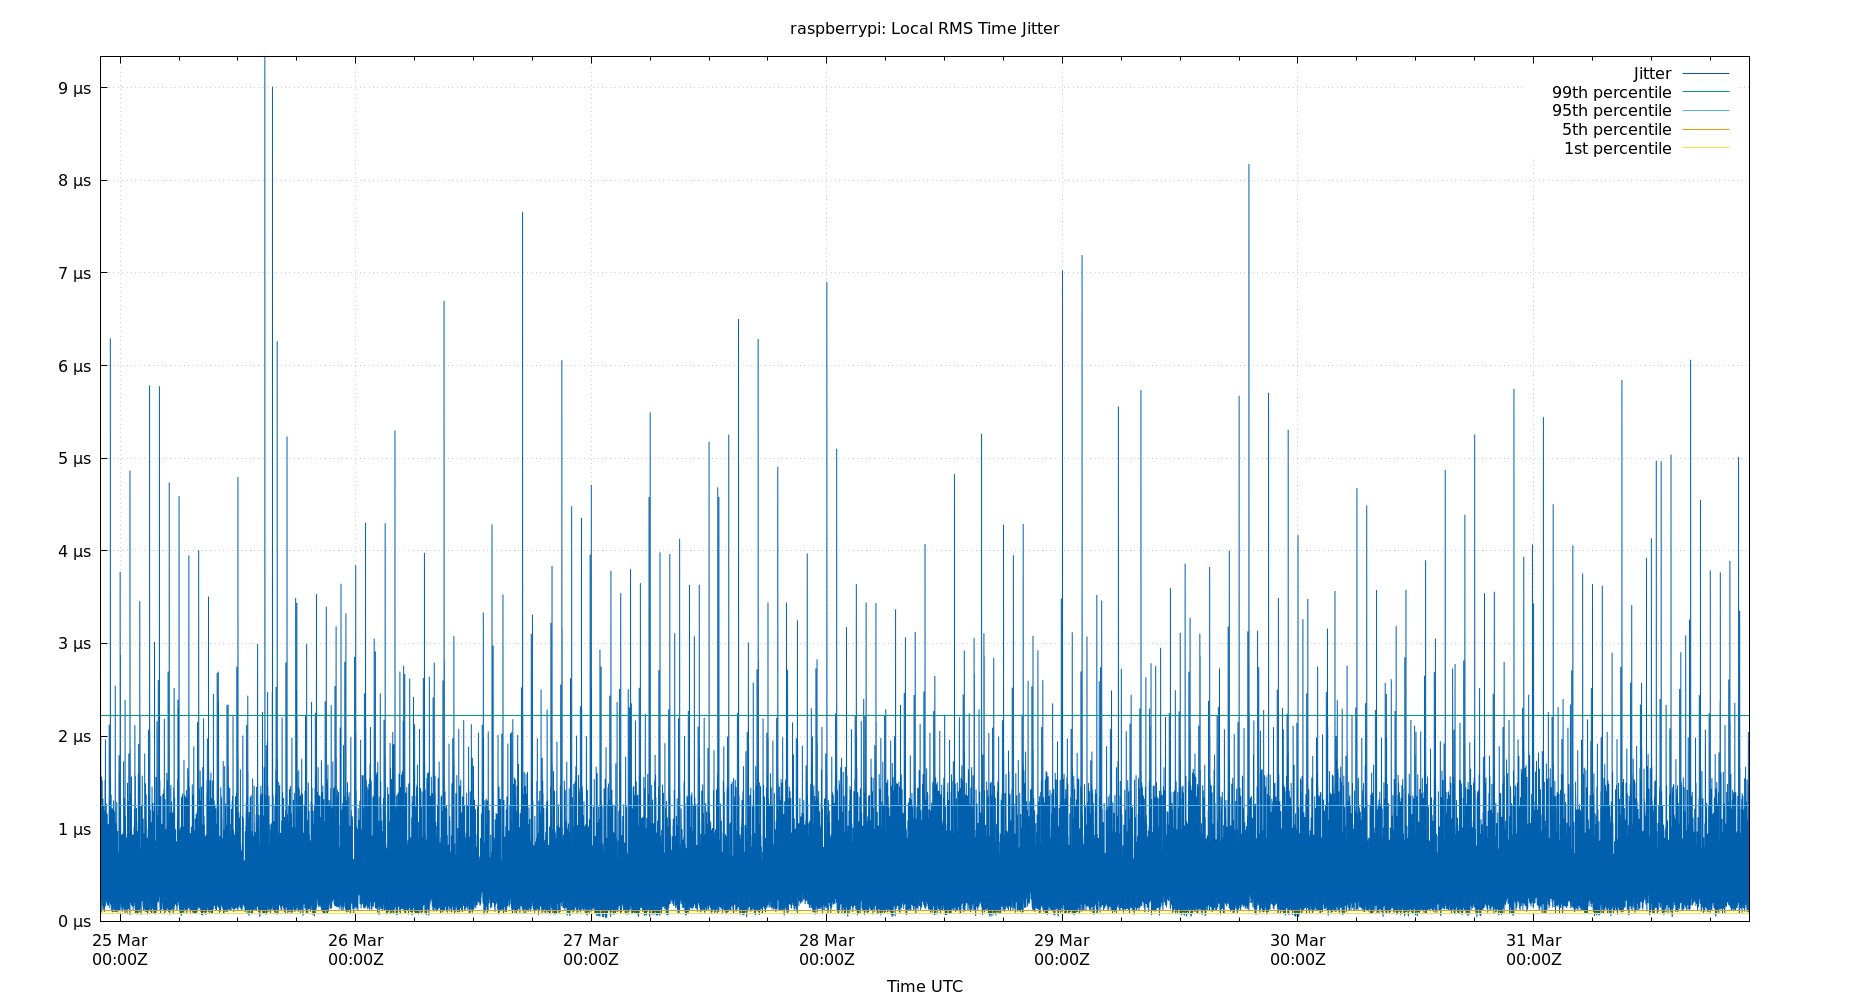 raspberrypi: Local RMS Time Jitter
Jitter
99th percentile
95th percentile
5th percentile
1st percentile
9 µs
8 µs
7 µs
6 µs
5 µs
4 µs
3 µs
2 µs
1 µs
0 µs
25 Mar 26 Mar 27 Mar 28 Mar 29 Mar 30 Mar 31 Mar
00:00Z 00:00Z 00:00Z 00:00Z 00:00Z 00:00Z 00:00Z
Time UTC